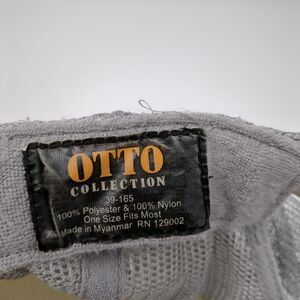 OTTO
COLLECTION
39-165
100% Polyester & 100% Nylon
One Size Fits Most
Made in Myanmar RN 129002